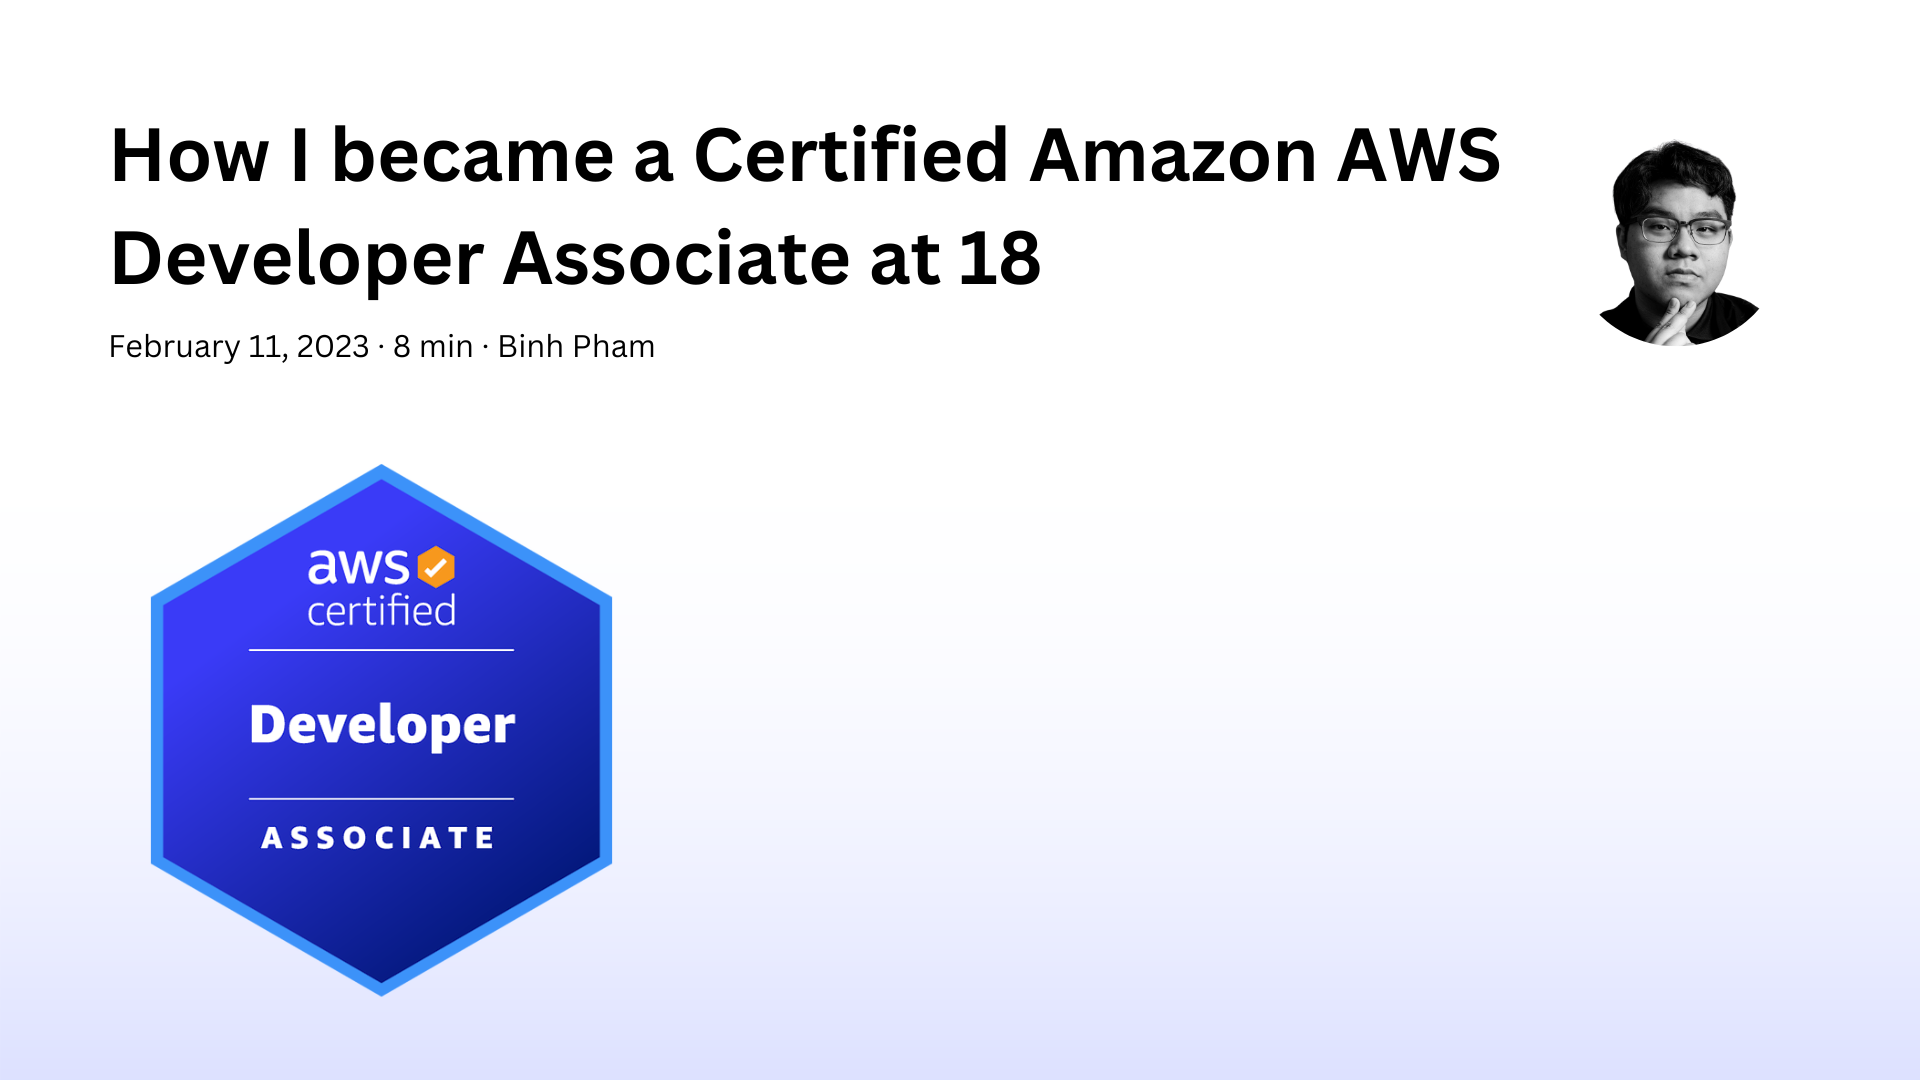 How I became a Certified Amazon AWS
Developer Associate at 18
February 11, 2023 · 8 min · Binh Pham
aws
certified
Developer
ASSOCIATE